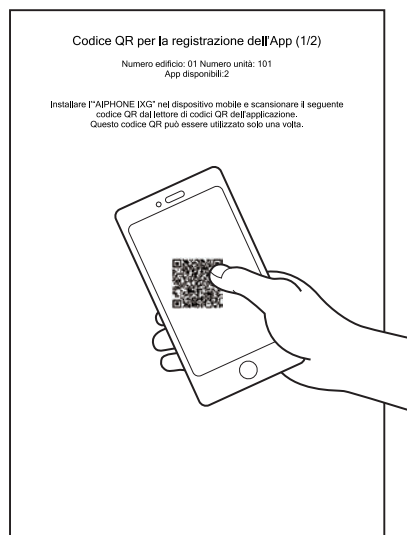 Codice QR per la registrazione dell'App (1/2)
Numero edificio: 01 Numero unità: 101
App disponibili:2
Installare l'"AIPHONE IXG" nel dispositivo mobile e scansionare il seguente
codice QR dal lettore di codici QR dell'applicazione.
Questo codice QR può essere utilizzato solo una volta.